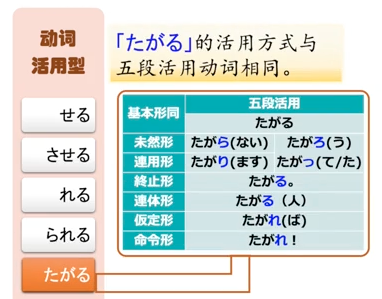 动词
活用型
せる
させる
れる
られる
たがる
「たがる」的活用方式与
五段活用动词相同。
基本形同 五段活用
たがる
未然形 たがら(ない) たがろ(う)
連用形 たがり(ます) たがっ(て/た)
終止形 たがる。
連体形 たがる（人）
仮定形 たがれ(ば)
命令形 たがれ！